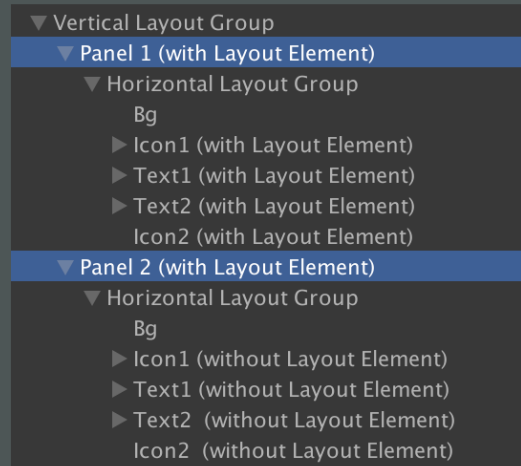 Vertical Layout Group
Panel 1 (with Layout Element)
Horizontal Layout Group
Bg
Icon1 (with Layout Element)
Text1 (with Layout Element)
Text2 (with Layout Element)
Icon2 (with Layout Element)
Panel 2 (with Layout Element)
Horizontal Layout Group
Bg
Icon1 (without Layout Element)
Text1 (without Layout Element)
Text2  (without Layout Element)
Icon2  (without Layout Element)